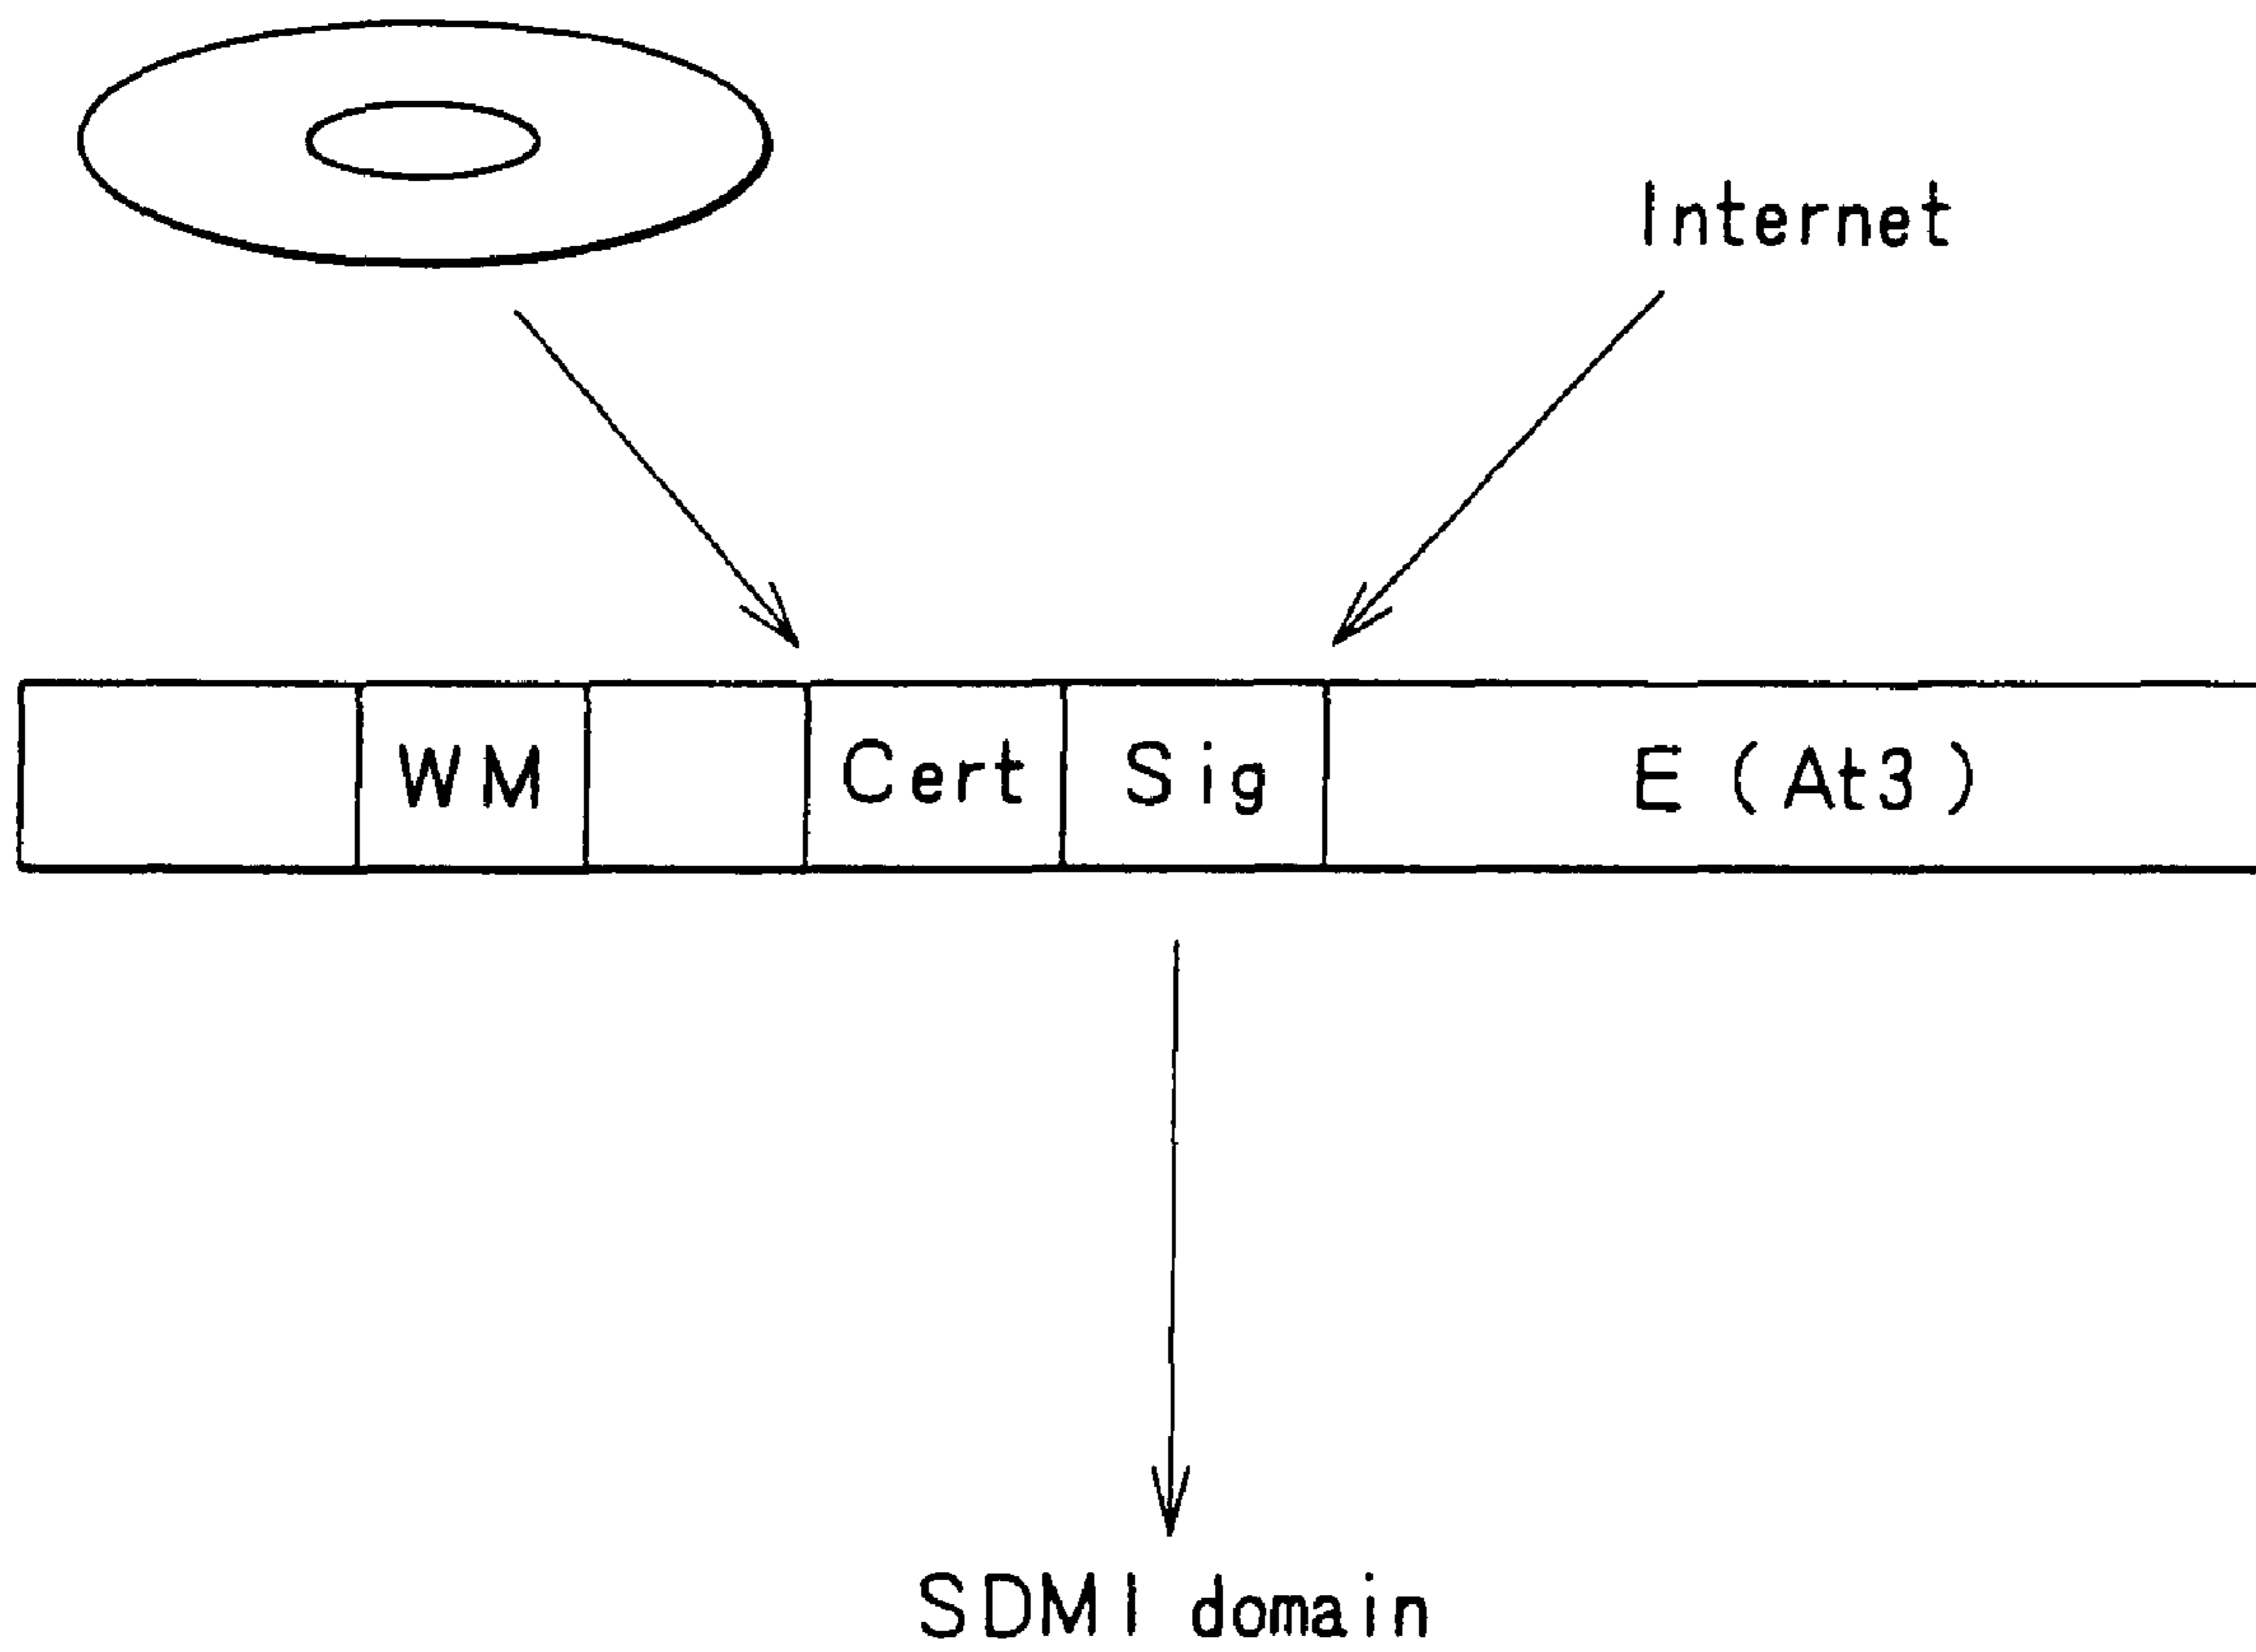 Internet
WM Cert Sig E (At3)
SDMI domain